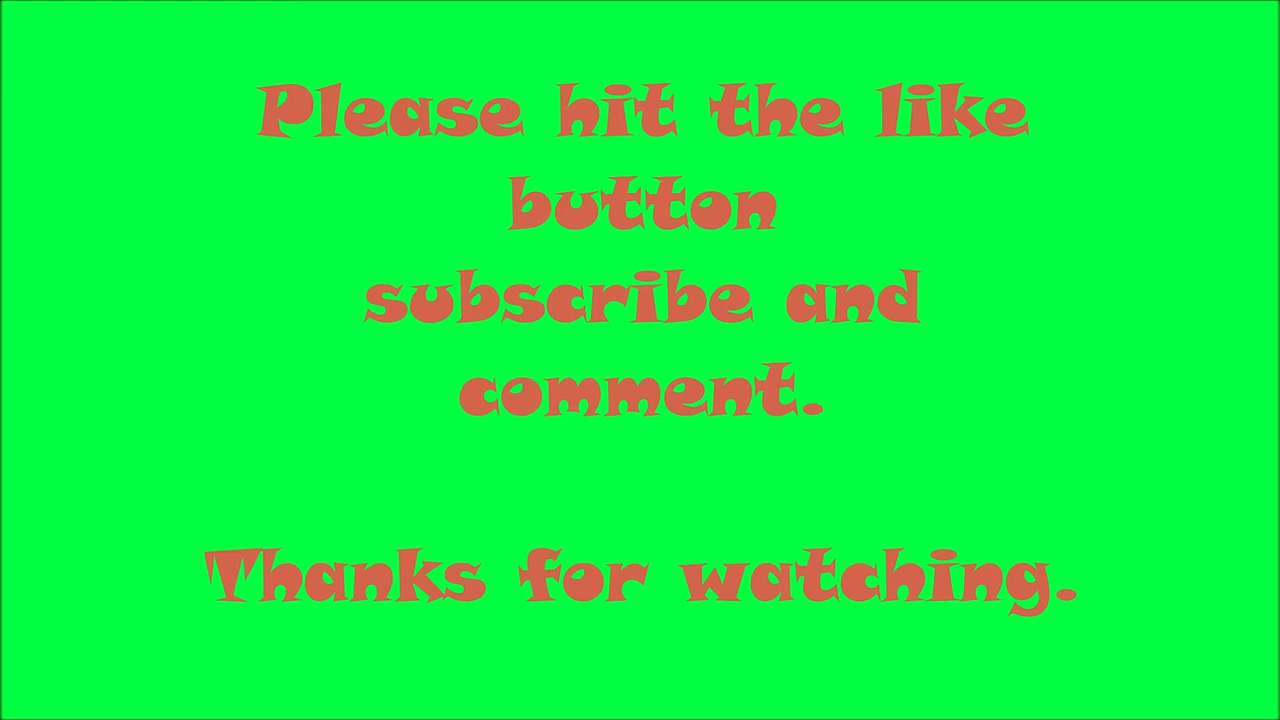 Please hit the like
button
subscribe and
comment.
Thanks for watching.